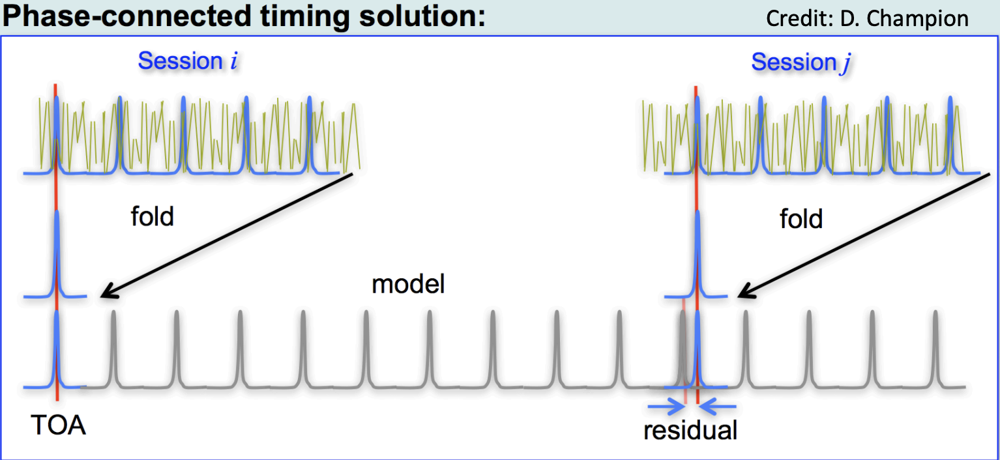 Phase-connected timing solution:
Credit: D. Champion
Session i
Session j
fold
fold
model
TOA
residual